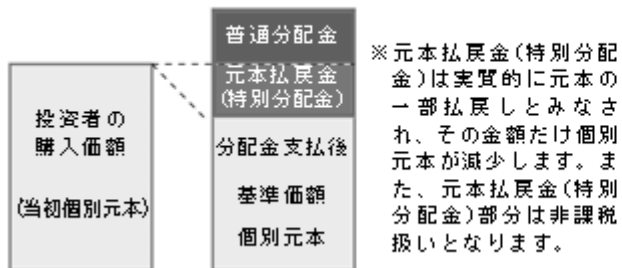 普通分配金
元本払戻金
(特別分配金)
投資者の
購入価額
(当初個別元本)
分配金支払後
基準価額
個別元本
※元本払戻金(特別分配
金)は実質的に元本の
一部払戻しとみなさ
れ、その金額だけ個別
元本が減少します。ま
た、元本払戻金(特別
分配金)部分は非課税
扱いとなります。